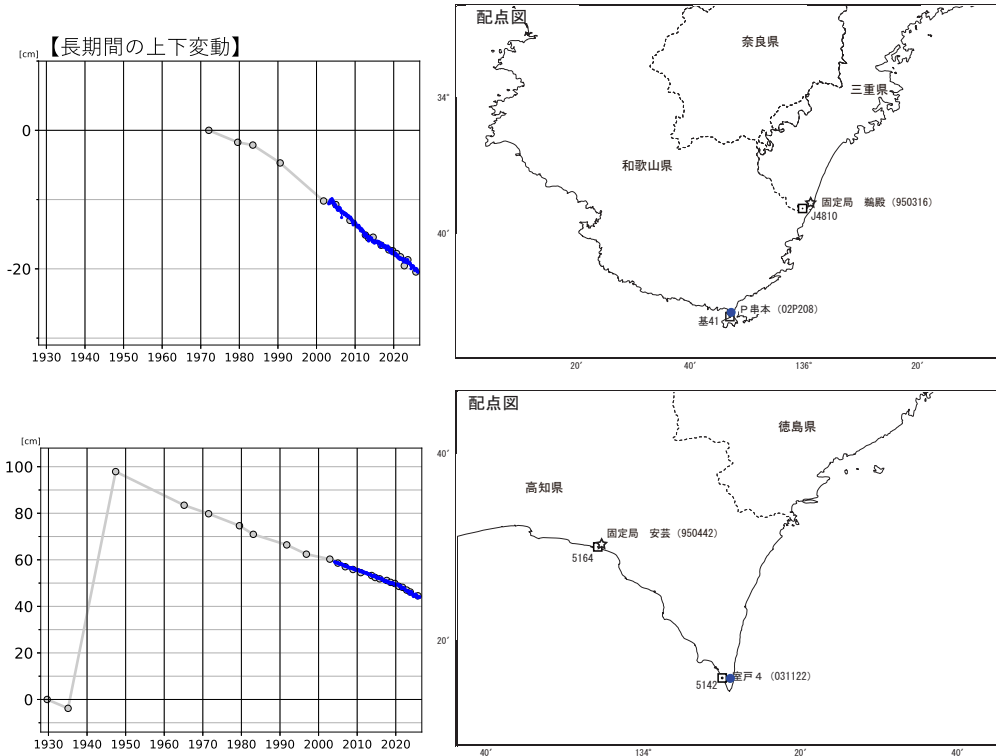 【長期間の上下変動】
[cm]
0
-20
1930 1940 1950 1960 1970 1980 1990 2000 2010 2020
配点図
奈良県
三重県
34°
和歌山県
固定局 鵜殿（950316）
J4810
40′
P串本（02P208）
基41
20′ 40′ 136° 20′
[cm]
100
80
60
40
20
0
1930 1940 1950 1960 1970 1980 1990 2000 2010 2020
配点図
徳島県
40′
高知県
固定局 安芸（950442）
5164
20′
室戸４（031122）
5142
40′ 134° 20′ 40′